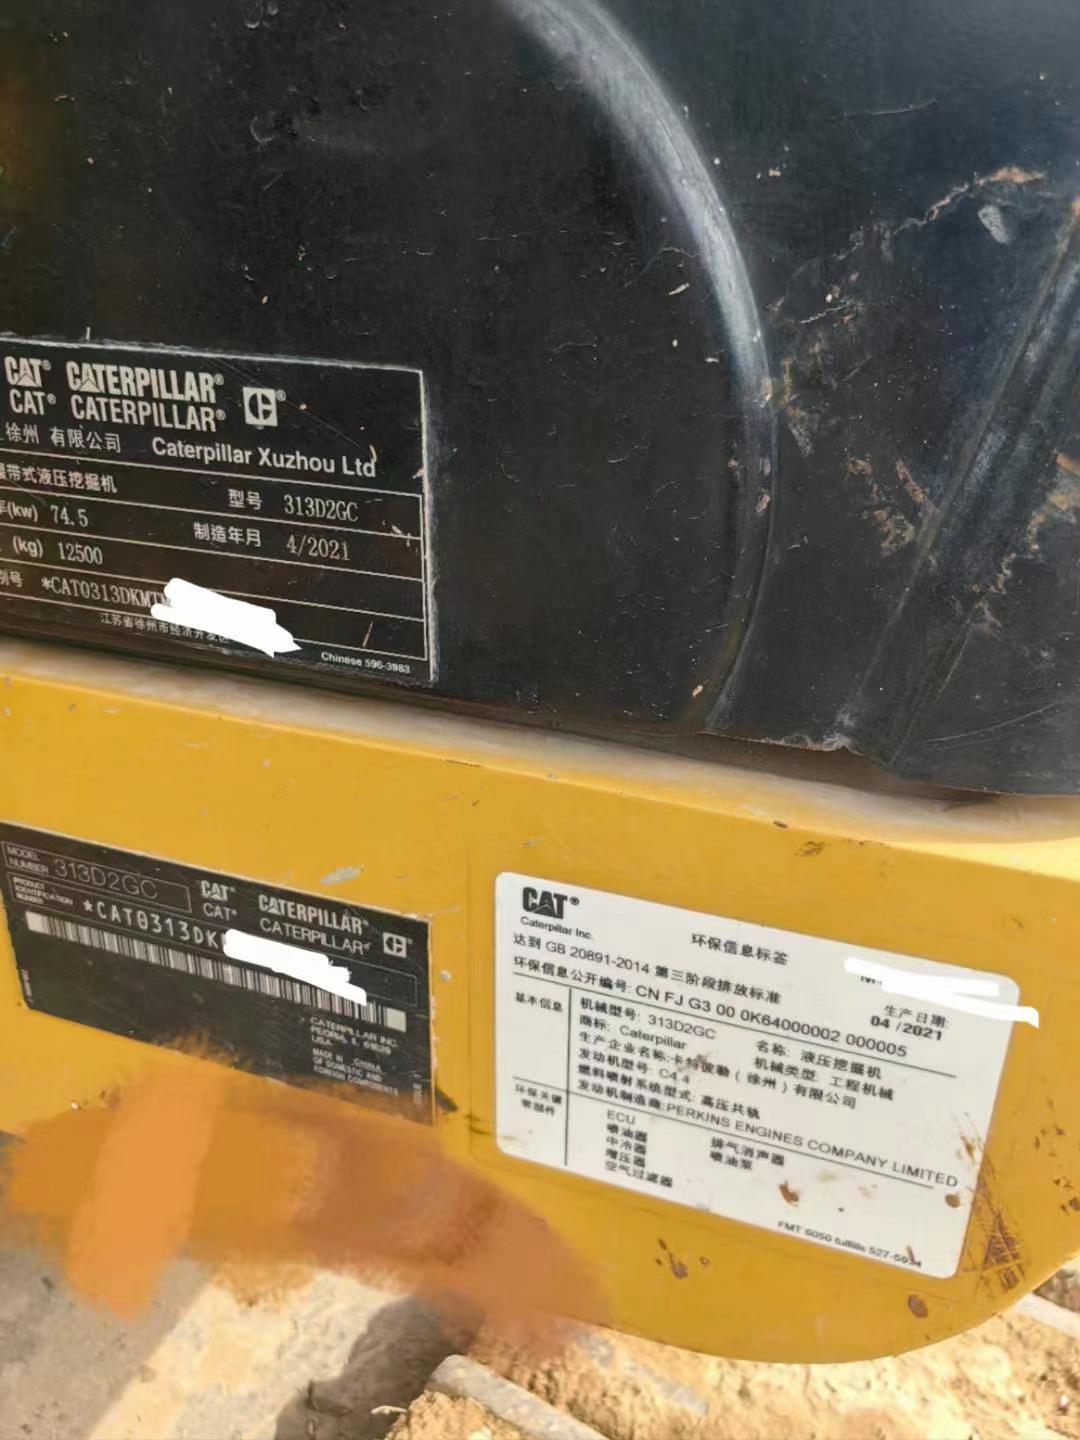 CAT® CATERPILLAR®
CAT® CATERPILLAR® C®
徐州 有限公司 Caterpillar Xuzhou Ltd
带式液压挖掘机 型号 313D2GC
(kw) 74.5 制造年月 4/2021
(kg) 12500
别号 *CAT0313DKMT
江苏省徐州市经济开发区
Chinese 596-3983
MODEL NUMBER 313D2GC
PRODUCT IDENTIFICATION NUMBER *CAT0313DK
CAT® CATERPILLAR®
CAT® CATERPILLAR® C®
CATERPILLAR INC.
PEORIA, IL 61629
USA
MADE IN CHINA
OF DOMESTIC AND
FOREIGN COMPONENTS
CAT®
Caterpillar Inc. 环保信息标签
达到 GB 20891-2014 第三阶段排放标准
生产日期:
环保信息公开编号: CN FJ G3 00 0K64000002 000005 04 /2021
基本信息 机械型号: 313D2GC 名称: 液压挖掘机
商标: Caterpillar 机械类型: 工程机械
生产企业名称:卡特彼勒(徐州)有限公司
发动机型号: C4.4
燃料喷射系统型式: 高压共轨
发动机制造商: PERKINS ENGINES COMPANY LIMITED
环保关键零部件 ECU
喷油器 排气消声器
中冷器 喷油泵
增压器
空气过滤器
FMT 6050 fulfills